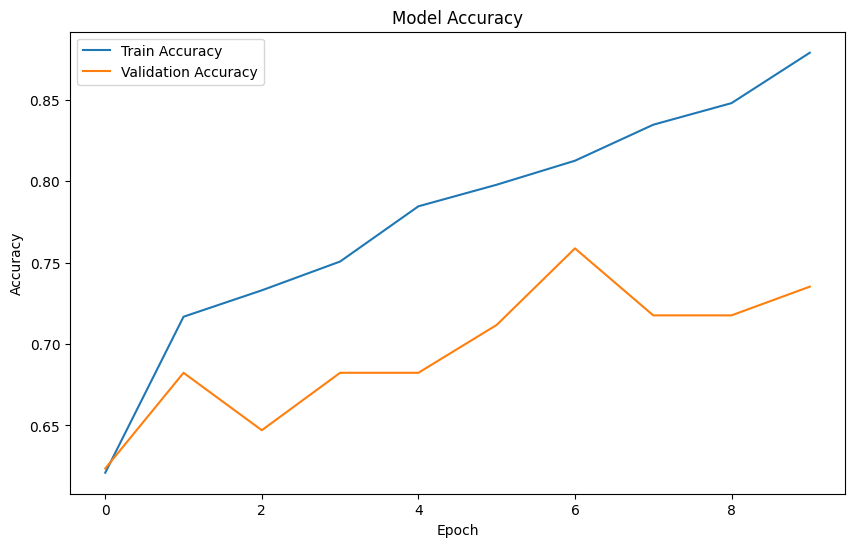 Model Accuracy
Train Accuracy
Validation Accuracy
Accuracy
0.85
0.80
0.75
0.70
0.65
0 2 4 6 8
Epoch